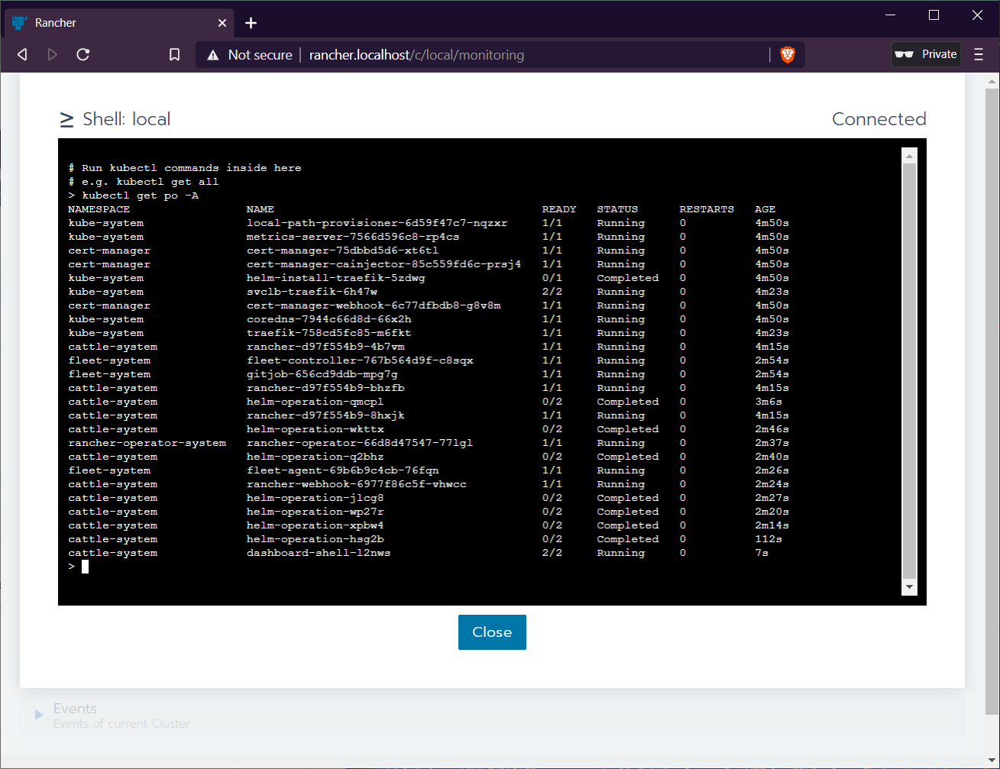 Rancher
Not secure rancher.localhost/c/local/monitoring Private
Shell: local Connected
# Run kubectl commands inside here
# e.g. kubectl get all
> kubectl get po -A
NAMESPACE NAME READY STATUS RESTARTS AGE
kube-system local-path-provisioner-6d59f47c7-nqzxr 1/1 Running 0 4m50s
kube-system metrics-server-7566d596c8-rp4cs 1/1 Running 0 4m50s
cert-manager cert-manager-75dbbd5d6-xt6tl 1/1 Running 0 4m50s
cert-manager cert-manager-cainjector-85c559fd6c-prsj4 1/1 Running 0 4m50s
kube-system helm-install-traefik-5zdwg 0/1 Completed 0 4m50s
kube-system svclb-traefik-6h47w 2/2 Running 0 4m23s
cert-manager cert-manager-webhook-6c77dfbdb8-g8v8m 1/1 Running 0 4m50s
kube-system coredns-7944c66d8d-66x2h 1/1 Running 0 4m50s
kube-system traefik-758cd5fc85-m6fkt 1/1 Running 0 4m23s
cattle-system rancher-d97f554b9-4b7vm 1/1 Running 0 4m15s
fleet-system fleet-controller-767b564d9f-c8sqx 1/1 Running 0 2m54s
fleet-system gitjob-656cd9ddb-mpg7g 1/1 Running 0 2m54s
cattle-system rancher-d97f554b9-bhzfb 1/1 Running 0 4m15s
cattle-system helm-operation-qmcpl 0/2 Completed 0 3m6s
cattle-system rancher-d97f554b9-8hxjk 1/1 Running 0 4m15s
cattle-system helm-operation-wkttx 0/2 Completed 0 2m46s
rancher-operator-system rancher-operator-66d8d47547-77lgl 1/1 Running 0 2m37s
cattle-system helm-operation-q2bhz 0/2 Completed 0 2m40s
fleet-system fleet-agent-69b6b9c4cb-76fqn 1/1 Running 0 2m26s
cattle-system rancher-webhook-6977f86c5f-vhwcc 1/1 Running 0 2m24s
cattle-system helm-operation-jlcg8 0/2 Completed 0 2m27s
cattle-system helm-operation-wp27r 0/2 Completed 0 2m20s
cattle-system helm-operation-xpbw4 0/2 Completed 0 2m14s
cattle-system helm-operation-hsg2b 0/2 Completed 0 112s
cattle-system dashboard-shell-l2nws 2/2 Running 0 7s
>
Close
Events
Events of current Cluster